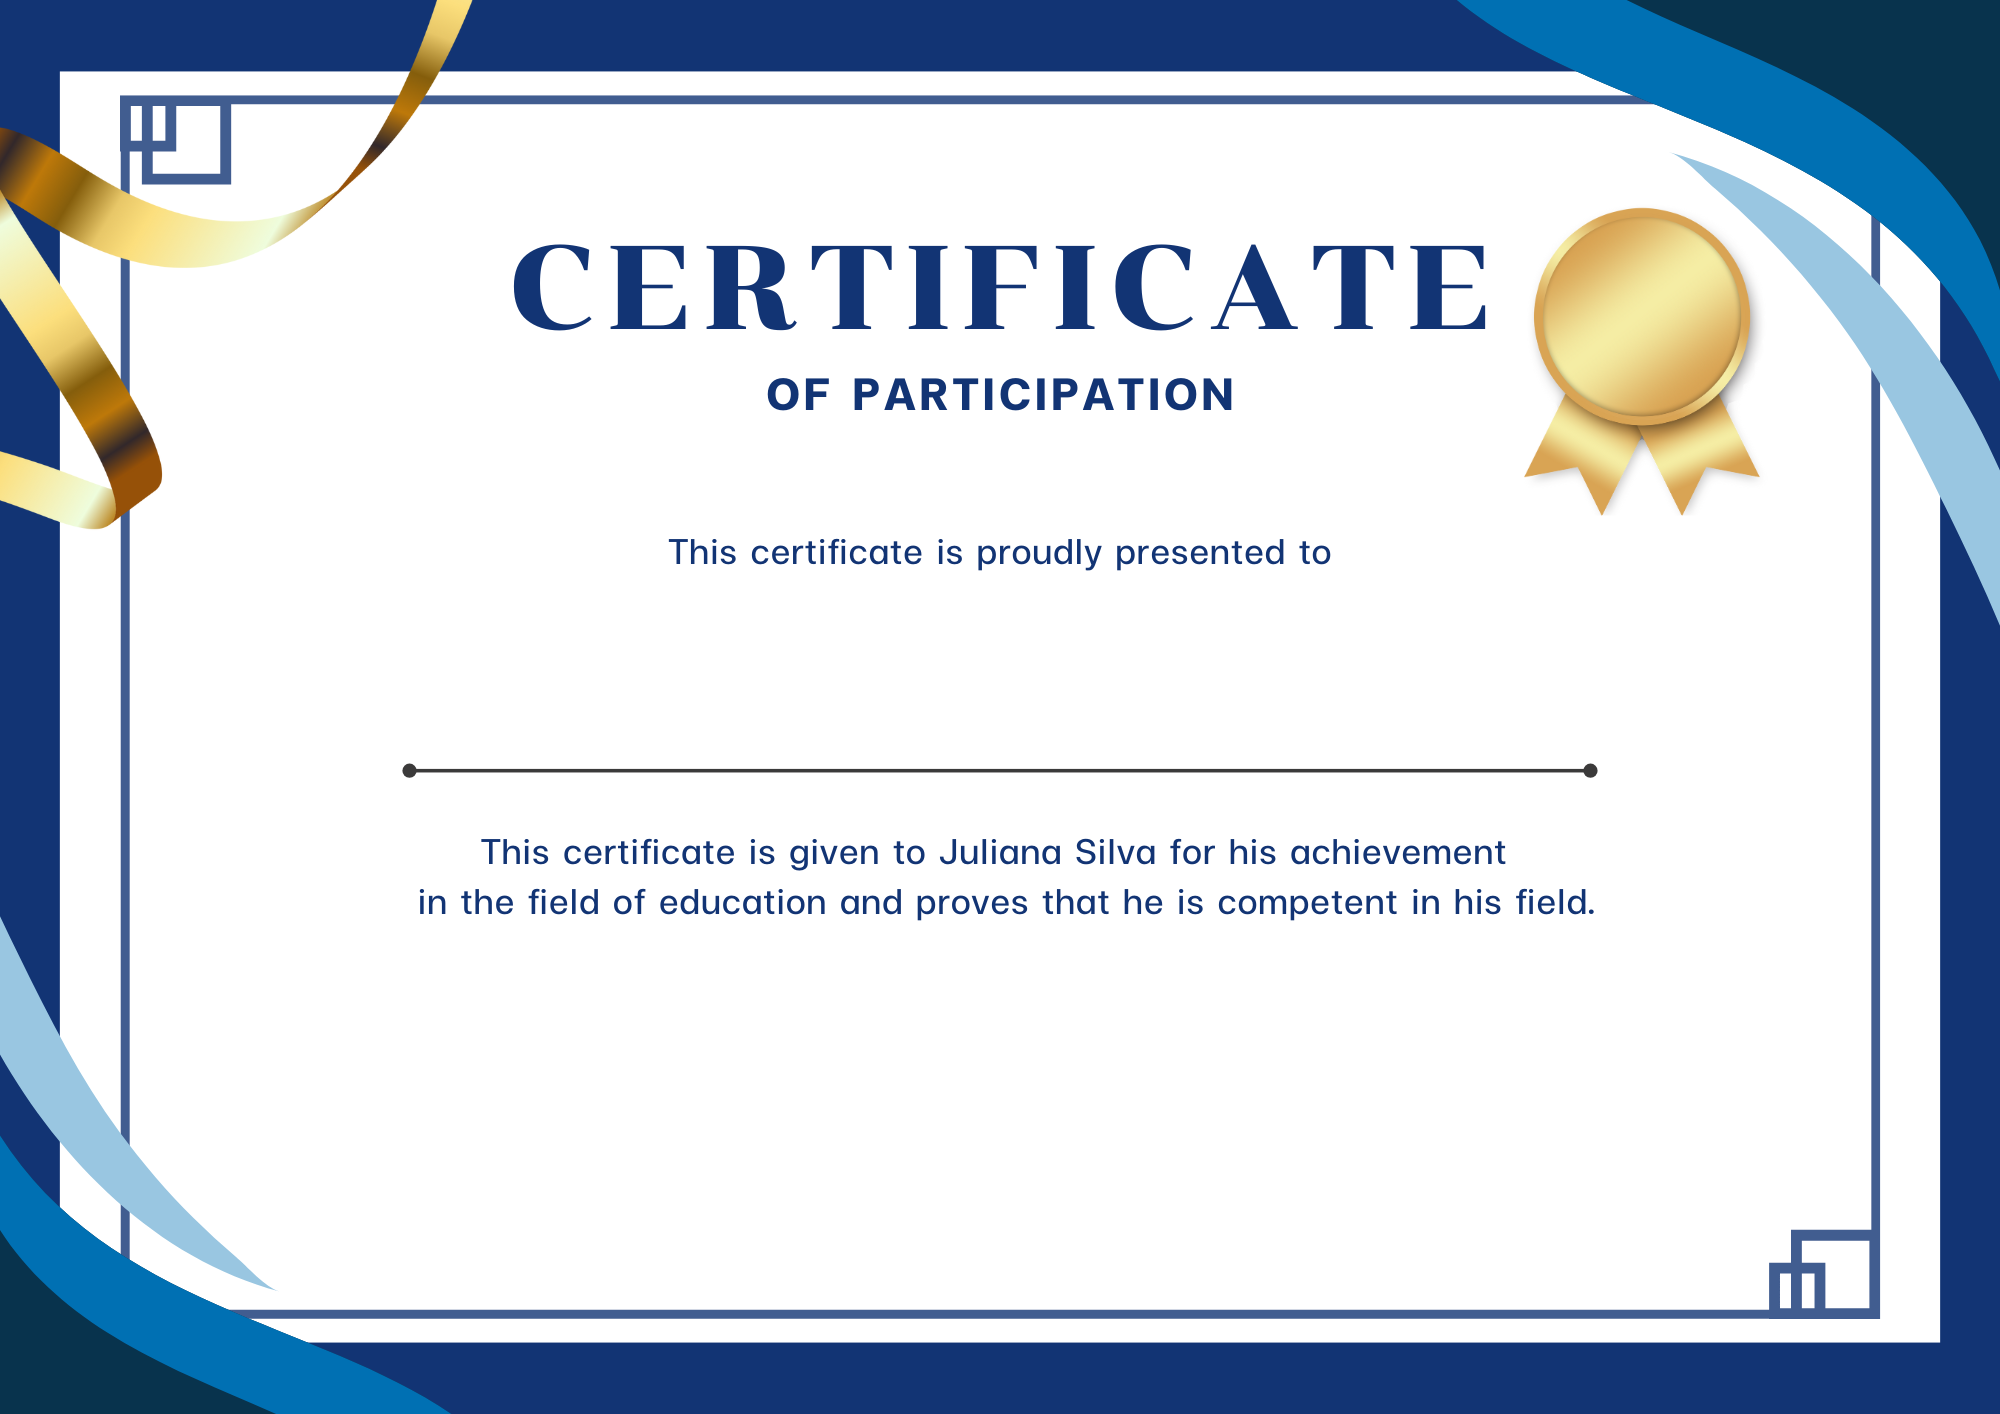 CERTIFICATE
OF PARTICIPATION
This certificate is proudly presented to
This certificate is given to Juliana Silva for his achievement
in the field of education and proves that he is competent in his field.